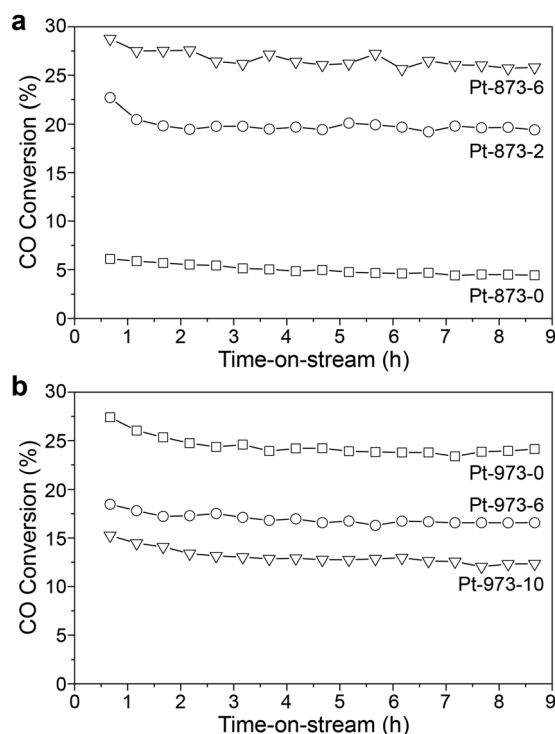 a
30
25
20
15
10
5
0
CO Conversion (%)
Pt-873-6
Pt-873-2
Pt-873-0
0 1 2 3 4 5 6 7 8 9
Time-on-stream (h)
b
30
25
20
15
10
5
0
CO Conversion (%)
Pt-973-0
Pt-973-6
Pt-973-10
0 1 2 3 4 5 6 7 8 9
Time-on-stream (h)